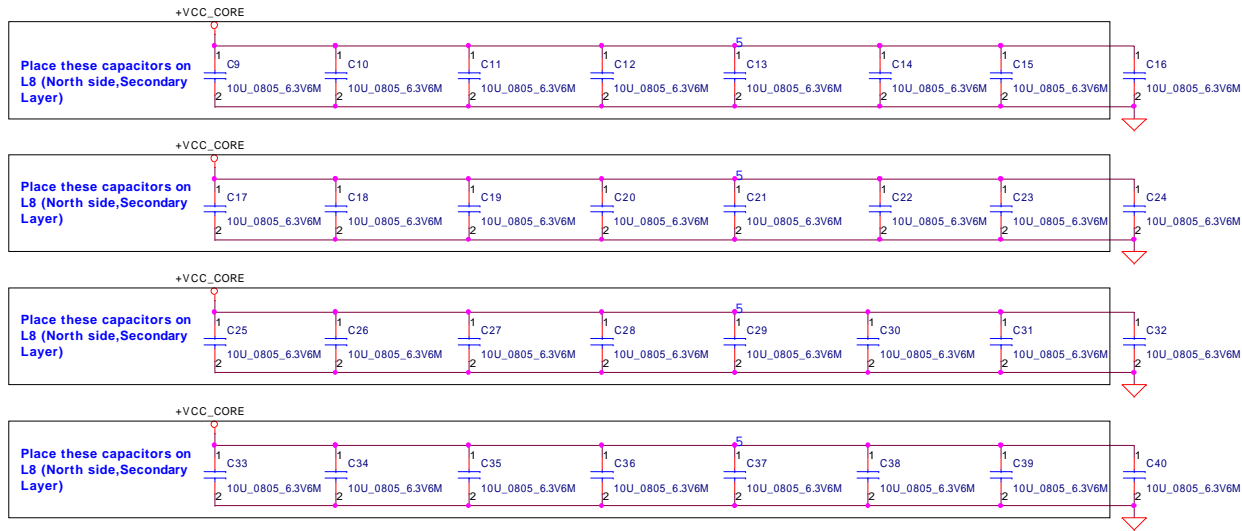 +VCC_CORE
5
Place these capacitors on
L8 (North side,Secondary
Layer)
1 1 1 1 1 1 1 1
C9 C10 C11 C12 C13 C14 C15 C16
10U_0805_6.3V6M 10U_0805_6.3V6M 10U_0805_6.3V6M 10U_0805_6.3V6M 10U_0805_6.3V6M 10U_0805_6.3V6M 10U_0805_6.3V6M 10U_0805_6.3V6M
2 2 2 2 2 2 2 2
+VCC_CORE
5
Place these capacitors on
L8 (North side,Secondary
Layer)
1 1 1 1 1 1 1 1
C17 C18 C19 C20 C21 C22 C23 C24
10U_0805_6.3V6M 10U_0805_6.3V6M 10U_0805_6.3V6M 10U_0805_6.3V6M 10U_0805_6.3V6M 10U_0805_6.3V6M 10U_0805_6.3V6M 10U_0805_6.3V6M
2 2 2 2 2 2 2 2
+VCC_CORE
5
Place these capacitors on
L8 (North side,Secondary
Layer)
1 1 1 1 1 1 1 1
C25 C26 C27 C28 C29 C30 C31 C32
10U_0805_6.3V6M 10U_0805_6.3V6M 10U_0805_6.3V6M 10U_0805_6.3V6M 10U_0805_6.3V6M 10U_0805_6.3V6M 10U_0805_6.3V6M 10U_0805_6.3V6M
2 2 2 2 2 2 2 2
+VCC_CORE
5
Place these capacitors on
L8 (North side,Secondary
Layer)
1 1 1 1 1 1 1 1
C33 C34 C35 C36 C37 C38 C39 C40
10U_0805_6.3V6M 10U_0805_6.3V6M 10U_0805_6.3V6M 10U_0805_6.3V6M 10U_0805_6.3V6M 10U_0805_6.3V6M 10U_0805_6.3V6M 10U_0805_6.3V6M
2 2 2 2 2 2 2 2